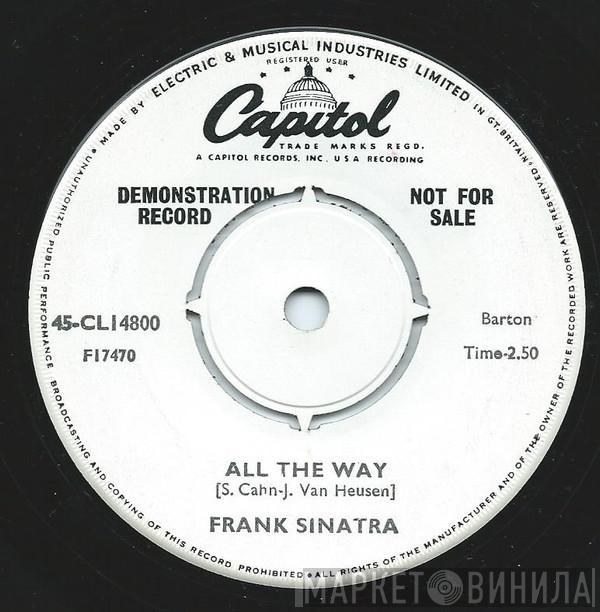 MADE BY ELECTRIC & MUSICAL INDUSTRIES LIMITED IN GT. BRITAIN
REGISTERED USER
Capitol
TRADE MARKS REGD.
A CAPITOL RECORDS, INC., U S A RECORDING
DEMONSTRATION RECORD
NOT FOR SALE
45-CL14800
F17470
Barton
Time-2.50
ALL THE WAY
[S. Cahn-J. Van Heusen]
FRANK SINATRA
UNAUTHORIZED PUBLIC PERFORMANCE BROADCASTING AND COPYING OF THIS RECORD PROHIBITED • ALL RIGHTS OF THE MANUFACTURER AND OF THE OWNER OF THE RECORDED WORK ARE RESERVED
МАРКЕТ ВИНИЛА